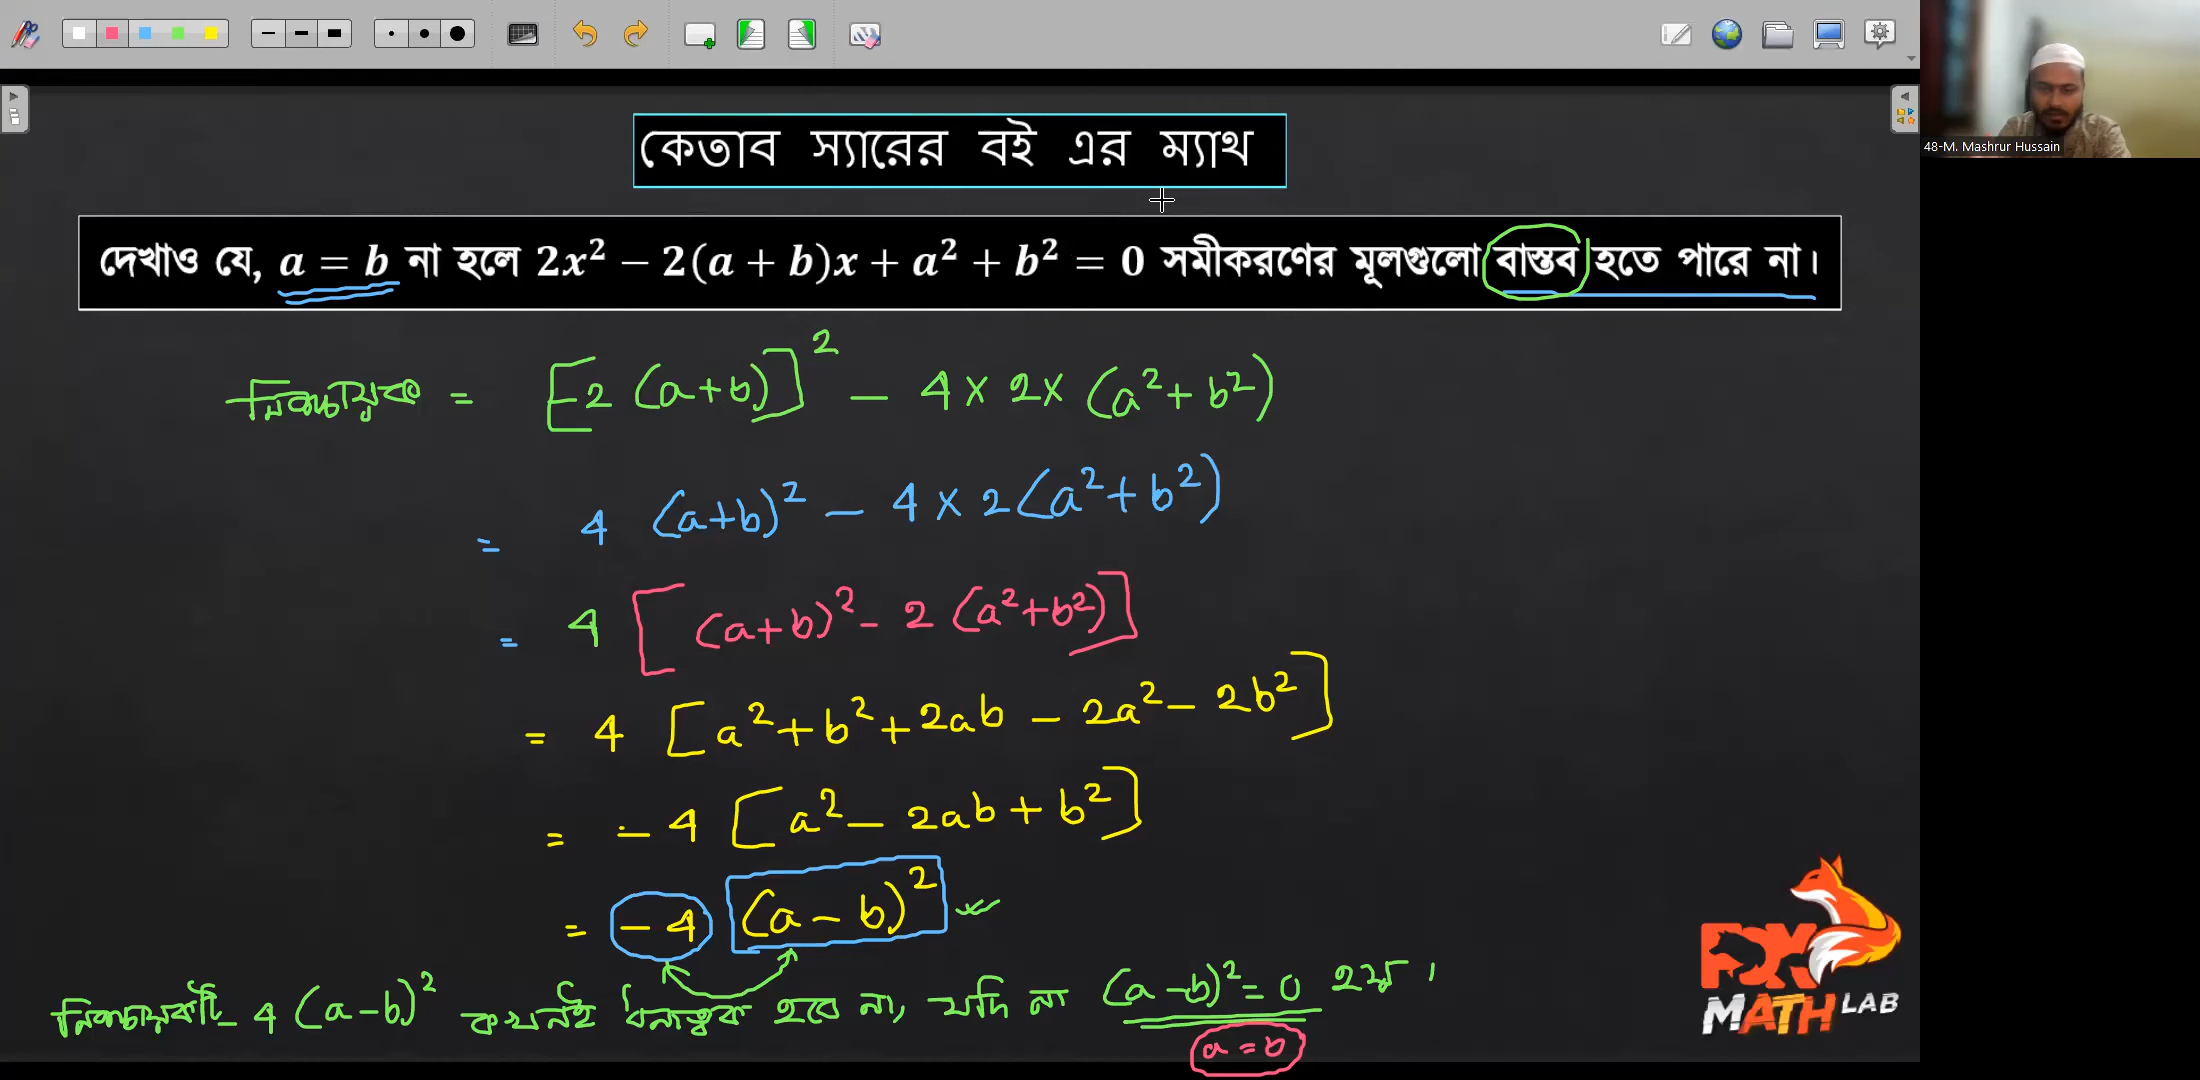 48-M. Mashrur Hussain
কেতাব স্যারের বই এর ম্যাথ
দেখাও যে, a = b না হলে 2x² − 2(a + b)x + a² + b² = 0 সমীকরণের মূলগুলো বাস্তব হতে পারে না।
নিশ্চায়ক = [-2 (a+b)]² − 4 × 2 × (a² + b²)
= 4 (a+b)² − 4 × 2 (a² + b²)
= 4 [(a+b)² − 2 (a² + b²)]
= 4 [a² + b² + 2ab − 2a² − 2b²]
= −4 [a² − 2ab + b²]
= −4 (a − b)²
নিশ্চায়কটি - 4 (a−b)² কখনই ধনাত্বক হবে না, যদি না (a−b)² = 0 হয়।
a = b
FOX
MATH LAB